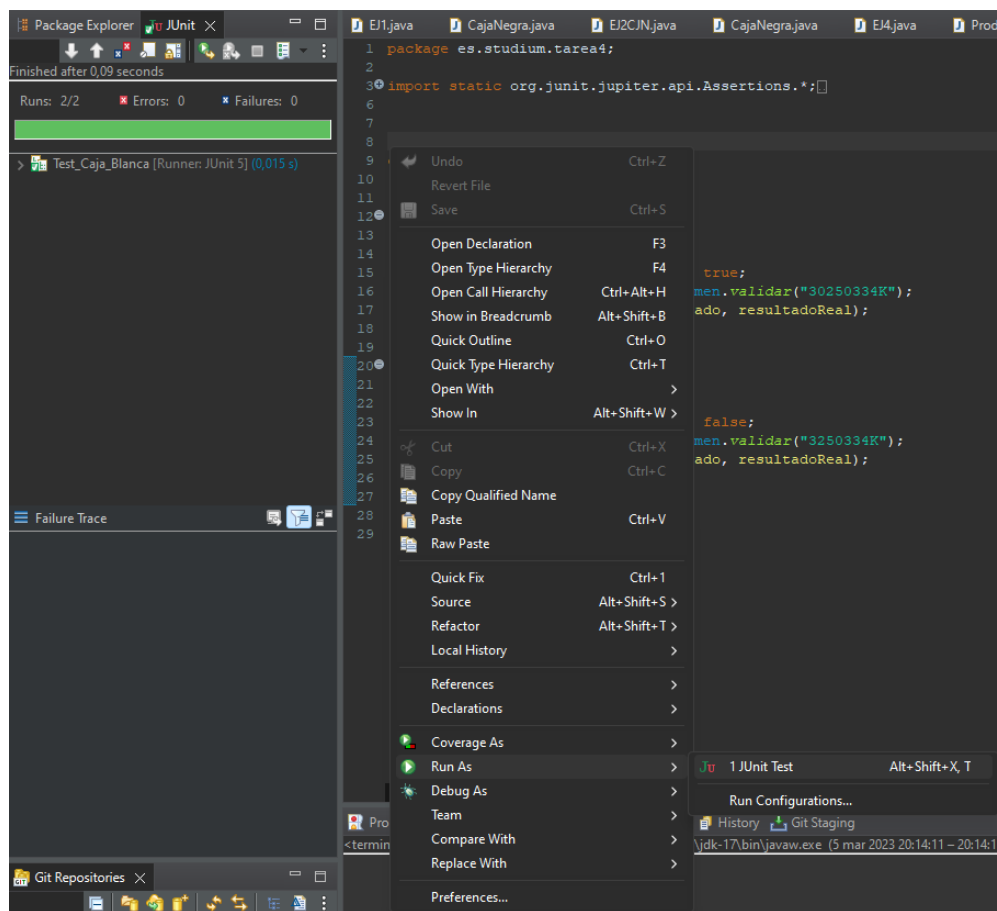 Package Explorer JUnit
Finished after 0,09 seconds
Runs: 2/2 Errors: 0 Failures: 0
Test_Caja_Blanca [Runner: JUnit 5] (0,015 s)
Failure Trace
Git Repositories
EJ1.java CajaNegra.java EJ2CJN.java CajaNegra.java EJ4.java Prod
1 package es.studium.tarea4;
2
3 import static org.junit.jupiter.api.Assertions.*;
6
7
8
9
10
11
12
13
14
15 true;
16 men.validar("30250334K");
17 ado, resultadoReal);
18
19
20
21
22
23 false;
24 men.validar("3250334K");
25 ado, resultadoReal);
26
27
28
29
Undo Ctrl+Z
Revert File
Save Ctrl+S
Open Declaration F3
Open Type Hierarchy F4
Open Call Hierarchy Ctrl+Alt+H
Show in Breadcrumb Alt+Shift+B
Quick Outline Ctrl+O
Quick Type Hierarchy Ctrl+T
Open With
Show In Alt+Shift+W
Cut Ctrl+X
Copy Ctrl+C
Copy Qualified Name
Paste Ctrl+V
Raw Paste
Quick Fix Ctrl+1
Source Alt+Shift+S
Refactor Alt+Shift+T
Local History
References
Declarations
Coverage As
Run As
Debug As
Team
Compare With
Replace With
Preferences...
1 JUnit Test Alt+Shift+X, T
Run Configurations...
Pro History Git Staging
<termin \jdk-17\bin\javaw.exe (5 mar 2023 20:14:11 – 20:14:1